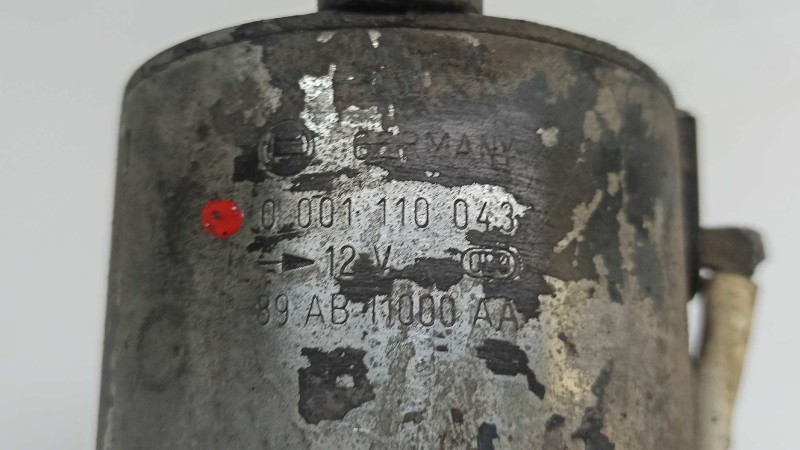 GERMANY
0 001 110 043
12 V
89 AB-11000 AA